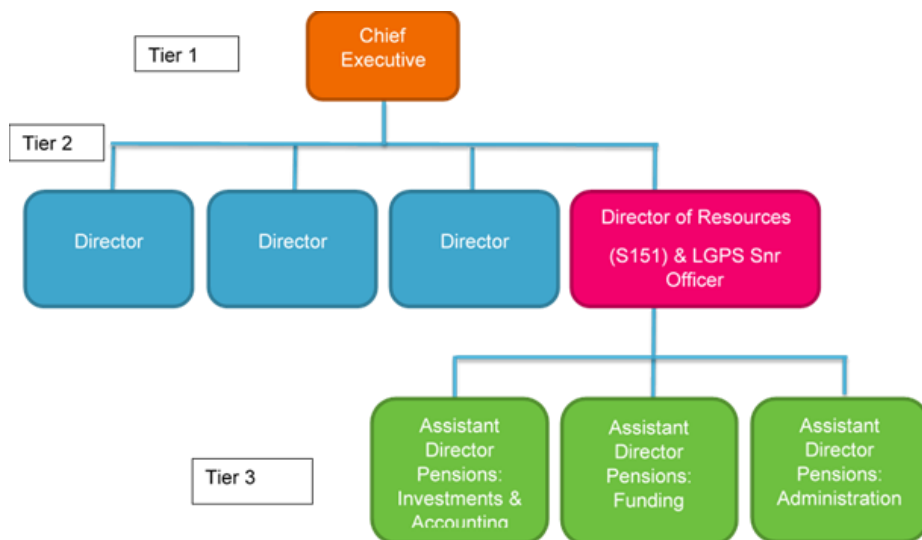 Tier 1
Chief
Executive
Tier 2
Director
Director
Director
Director of Resources
(S151) & LGPS Snr
Officer
Tier 3
Assistant
Director
Pensions:
Investments &
Accounting
Assistant
Director
Pensions:
Funding
Assistant
Director
Pensions:
Administration